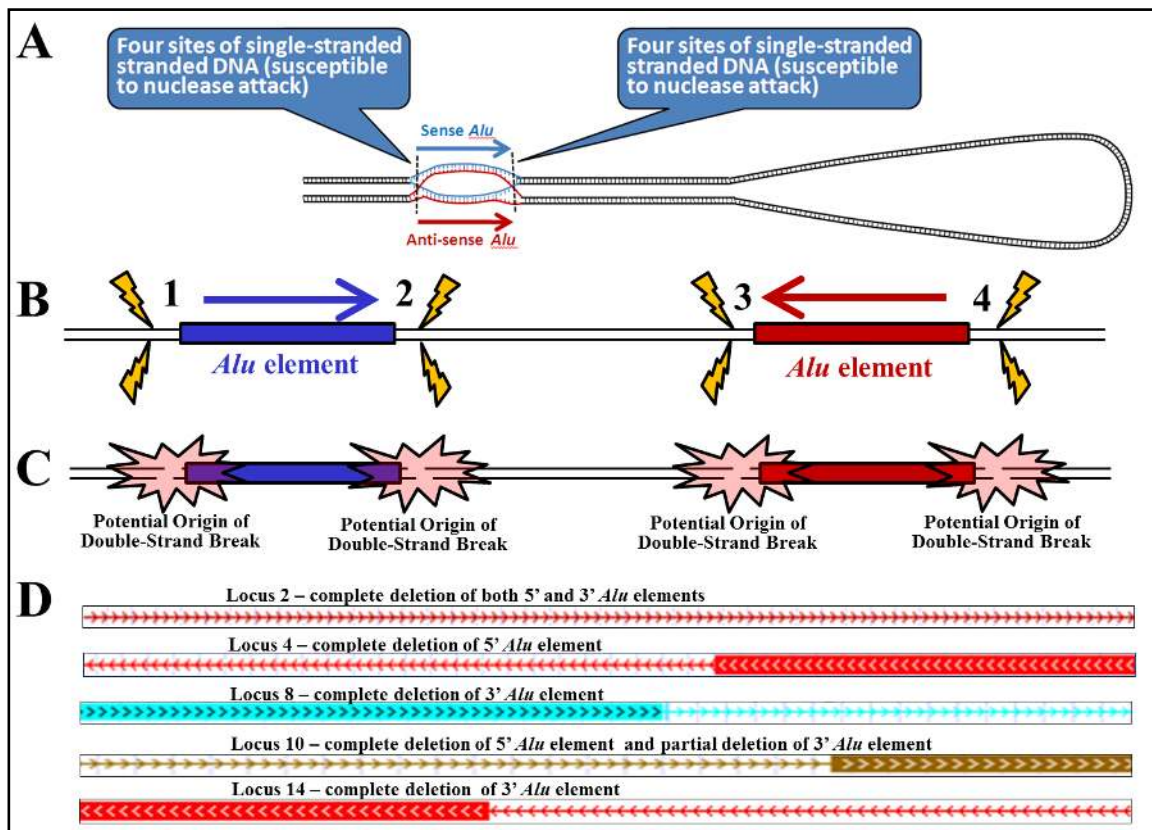 A
Four sites of single-stranded
stranded DNA (susceptible
to nuclease attack)
Four sites of single-stranded
stranded DNA (susceptible
to nuclease attack)
Sense Alu
Anti-sense Alu
B
1
2
3
4
Alu element
Alu element
C
Potential Origin of
Double-Strand Break
Potential Origin of
Double-Strand Break
Potential Origin of
Double-Strand Break
Potential Origin of
Double-Strand Break
D
Locus 2 – complete deletion of both 5’ and 3’ Alu elements
Locus 4 – complete deletion of 5’ Alu element
Locus 8 – complete deletion of 3’ Alu element
Locus 10 – complete deletion of 5’ Alu element and partial deletion of 3’ Alu element
Locus 14 – complete deletion of 3’ Alu element